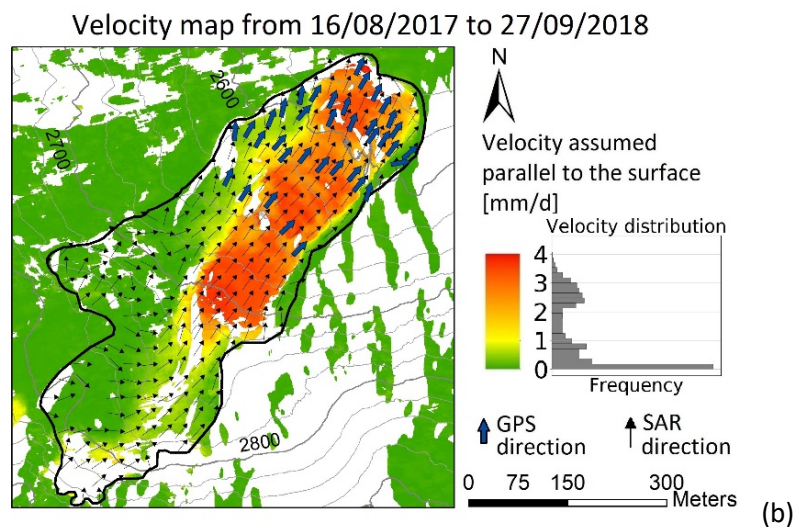 Velocity map from 16/08/2017 to 27/09/2018
2600
2700
2800
N
Velocity assumed
parallel to the surface
[mm/d]
Velocity distribution
4
3
2
1
0
Frequency
GPS
direction
SAR
direction
0 75 150 300
Meters
(b)